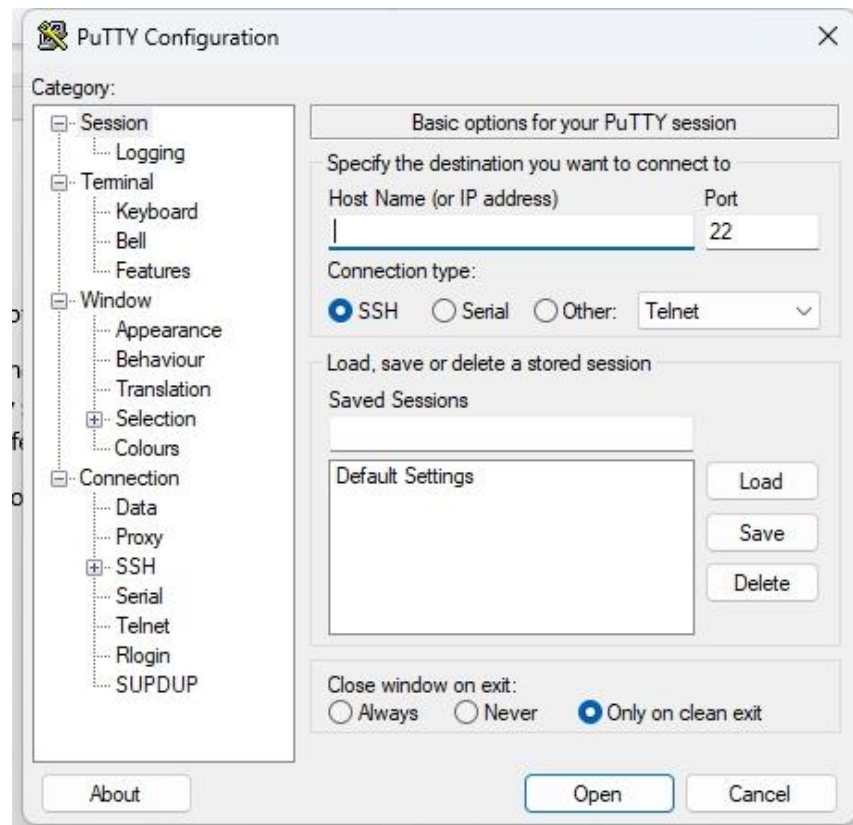 PuTTY Configuration
Category:
Session
Logging
Terminal
Keyboard
Bell
Features
Window
Appearance
Behaviour
Translation
Selection
Colours
Connection
Data
Proxy
SSH
Serial
Telnet
Rlogin
SUPDUP
Basic options for your PuTTY session
Specify the destination you want to connect to
Host Name (or IP address) Port
22
Connection type:
SSH Serial Other: Telnet
Load, save or delete a stored session
Saved Sessions
Default Settings
Load
Save
Delete
Close window on exit:
Always Never Only on clean exit
About Open Cancel